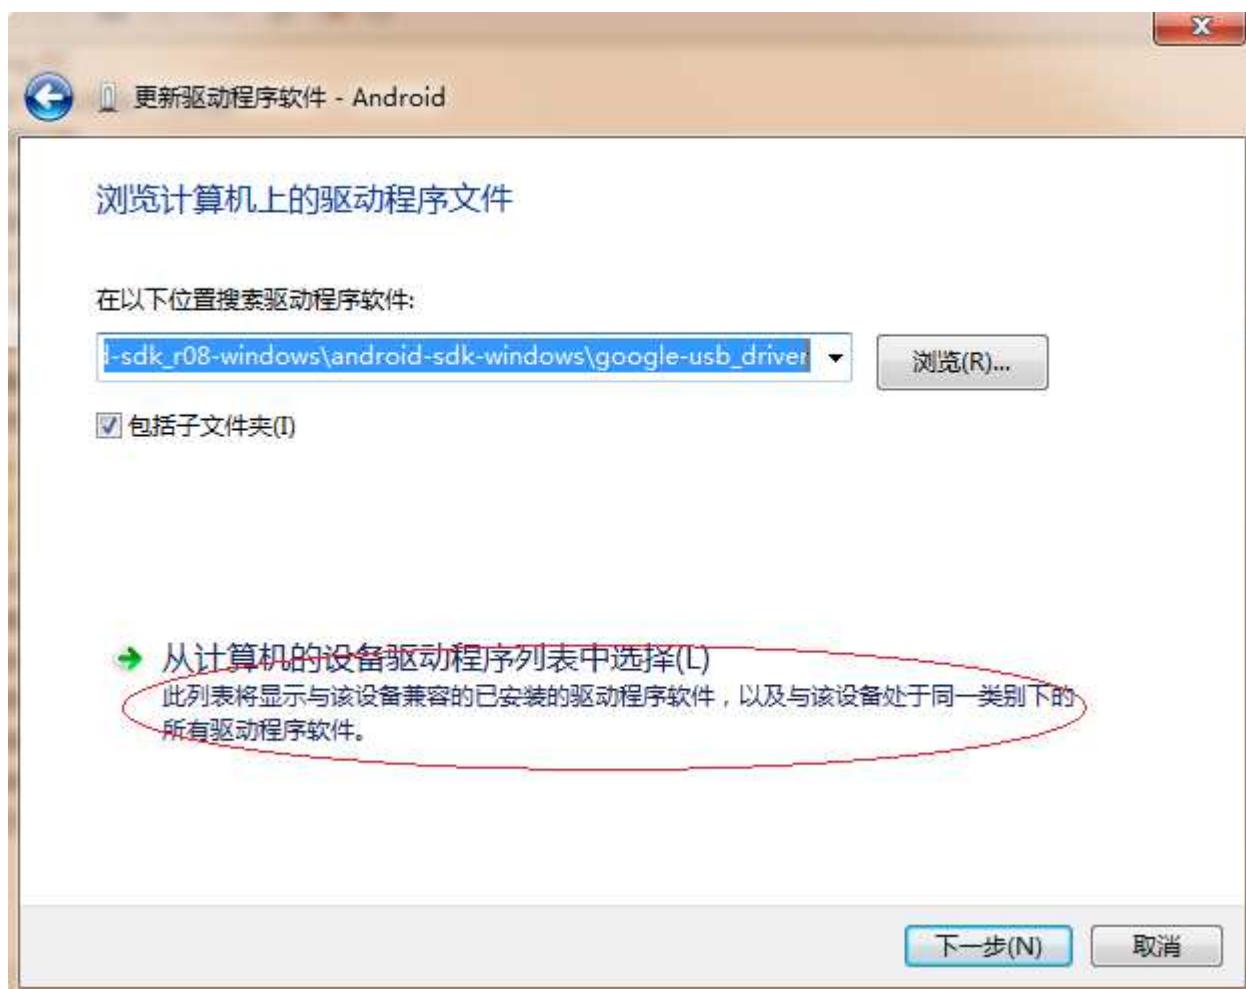 更新驱动程序软件 - Android
浏览计算机上的驱动程序文件
在以下位置搜索驱动程序软件:
-sdk_r08-windows\android-sdk-windows\google-usb_driver
浏览(R)...
包括子文件夹(I)
从计算机的设备驱动程序列表中选择(L)
此列表将显示与该设备兼容的已安装的驱动程序软件，以及与该设备处于同一类别下的
所有驱动程序软件。
下一步(N)
取消